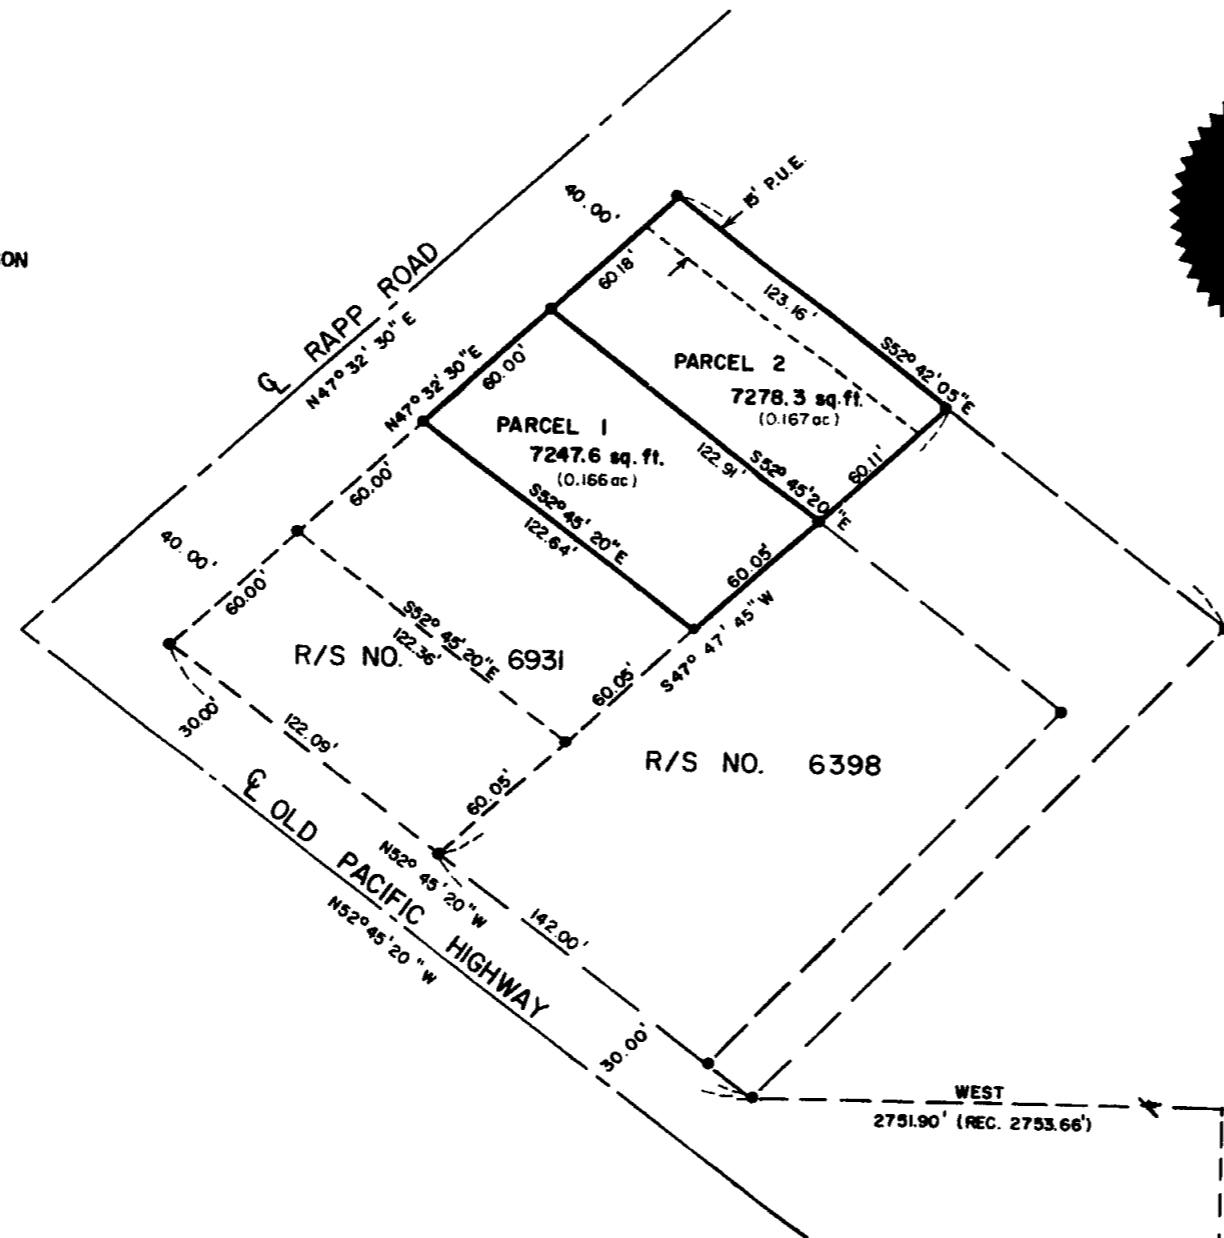 ON
40.00'
15' P.U.E.
60.18'
123.16'
℄ RAPP ROAD
N47° 32' 30" E
N47° 32' 30" E
60.00'
PARCEL 2
7278.3 sq.ft.
(0.167 ac)
S52° 42' 05" E
PARCEL 1
7247.6 sq. ft.
(0.166 ac)
122.91'
S52° 45' 20" E
60.11'
S52° 45' 20" E
122.64'
60.00'
60.05'
S47° 47' 45" W
40.00'
60.00'
S52° 45' 20" E
122.36'
R/S NO. 6931
60.05'
30.00'
122.09'
R/S NO. 6398
60.05'
℄ OLD PACIFIC HIGHWAY
N52° 45' 20" W
N52° 45' 20" W
142.00'
30.00'
WEST
2751.90' (REC. 2753.66')